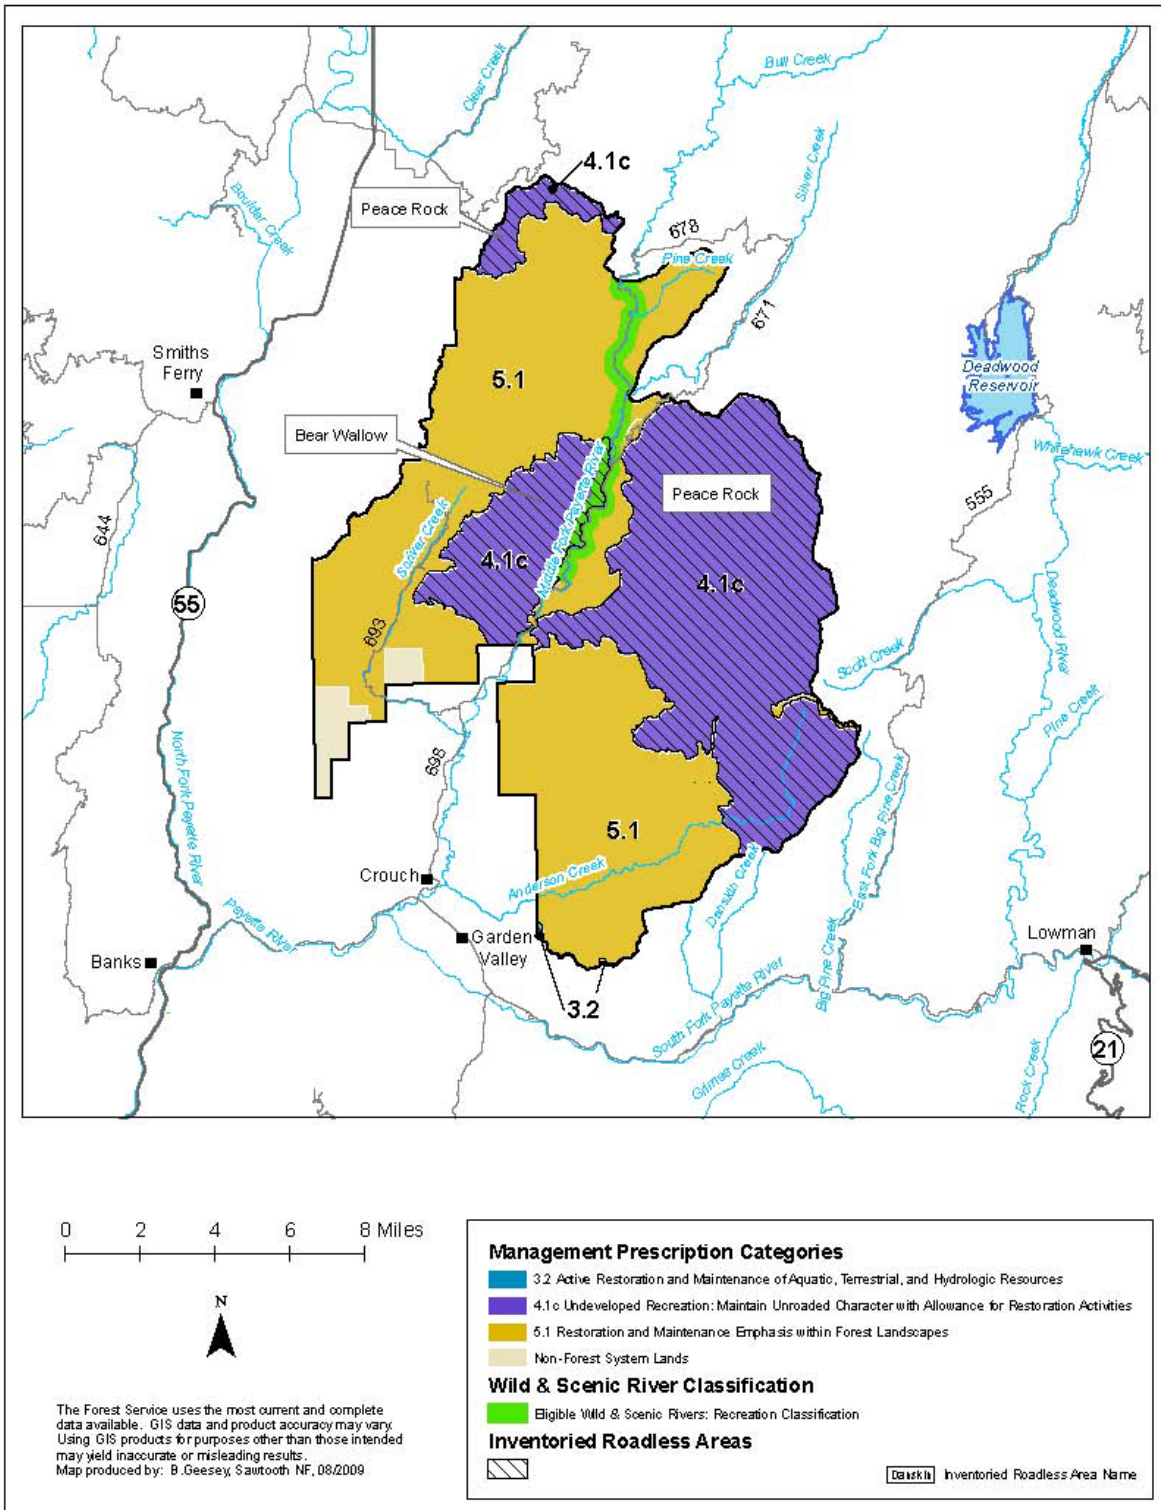 Bull Creek
Clear Creek
Silver Creek
4.1c
Boulder Creek
Peace Rock
678
Pine Creek
671
Smiths
Ferry
5.1
Deadwood
Reservoir
Bear Wallow
Whitehawk Creek
Peace Rock
555
644
Scriver Creek
Middle Fork Payette River
4.1c
4.1c
55
693
Deadwood River
Scott Creek
Pine Creek
698
North Fork Payette River
5.1
East Fork Big Pine Creek
Crouch
Anderson Creek
Danskin Creek
Payette River
Garden
Valley
Lowman
Banks
Big Pine Creek
3.2
South Fork Payette River
21
Grimes Creek
Rock Creek
0 2 4 6 8 Miles
N
The Forest Service uses the most current and complete
data available. GIS data and product accuracy may vary.
Using GIS products for purposes other than those intended
may yield inaccurate or misleading results.
Map produced by: B.Geesey, Sawtooth NF, 08/2009
Management Prescription Categories
3.2 Active Restoration and Maintenance of Aquatic, Terrestrial, and Hydrologic Resources
4.1c Undeveloped Recreation: Maintain Unroaded Character with Allowance for Restoration Activities
5.1 Restoration and Maintenance Emphasis within Forest Landscapes
Non-Forest System Lands
Wild & Scenic River Classification
Eligible Wild & Scenic Rivers: Recreation Classification
Inventoried Roadless Areas
Danskin Inventoried Roadless Area Name